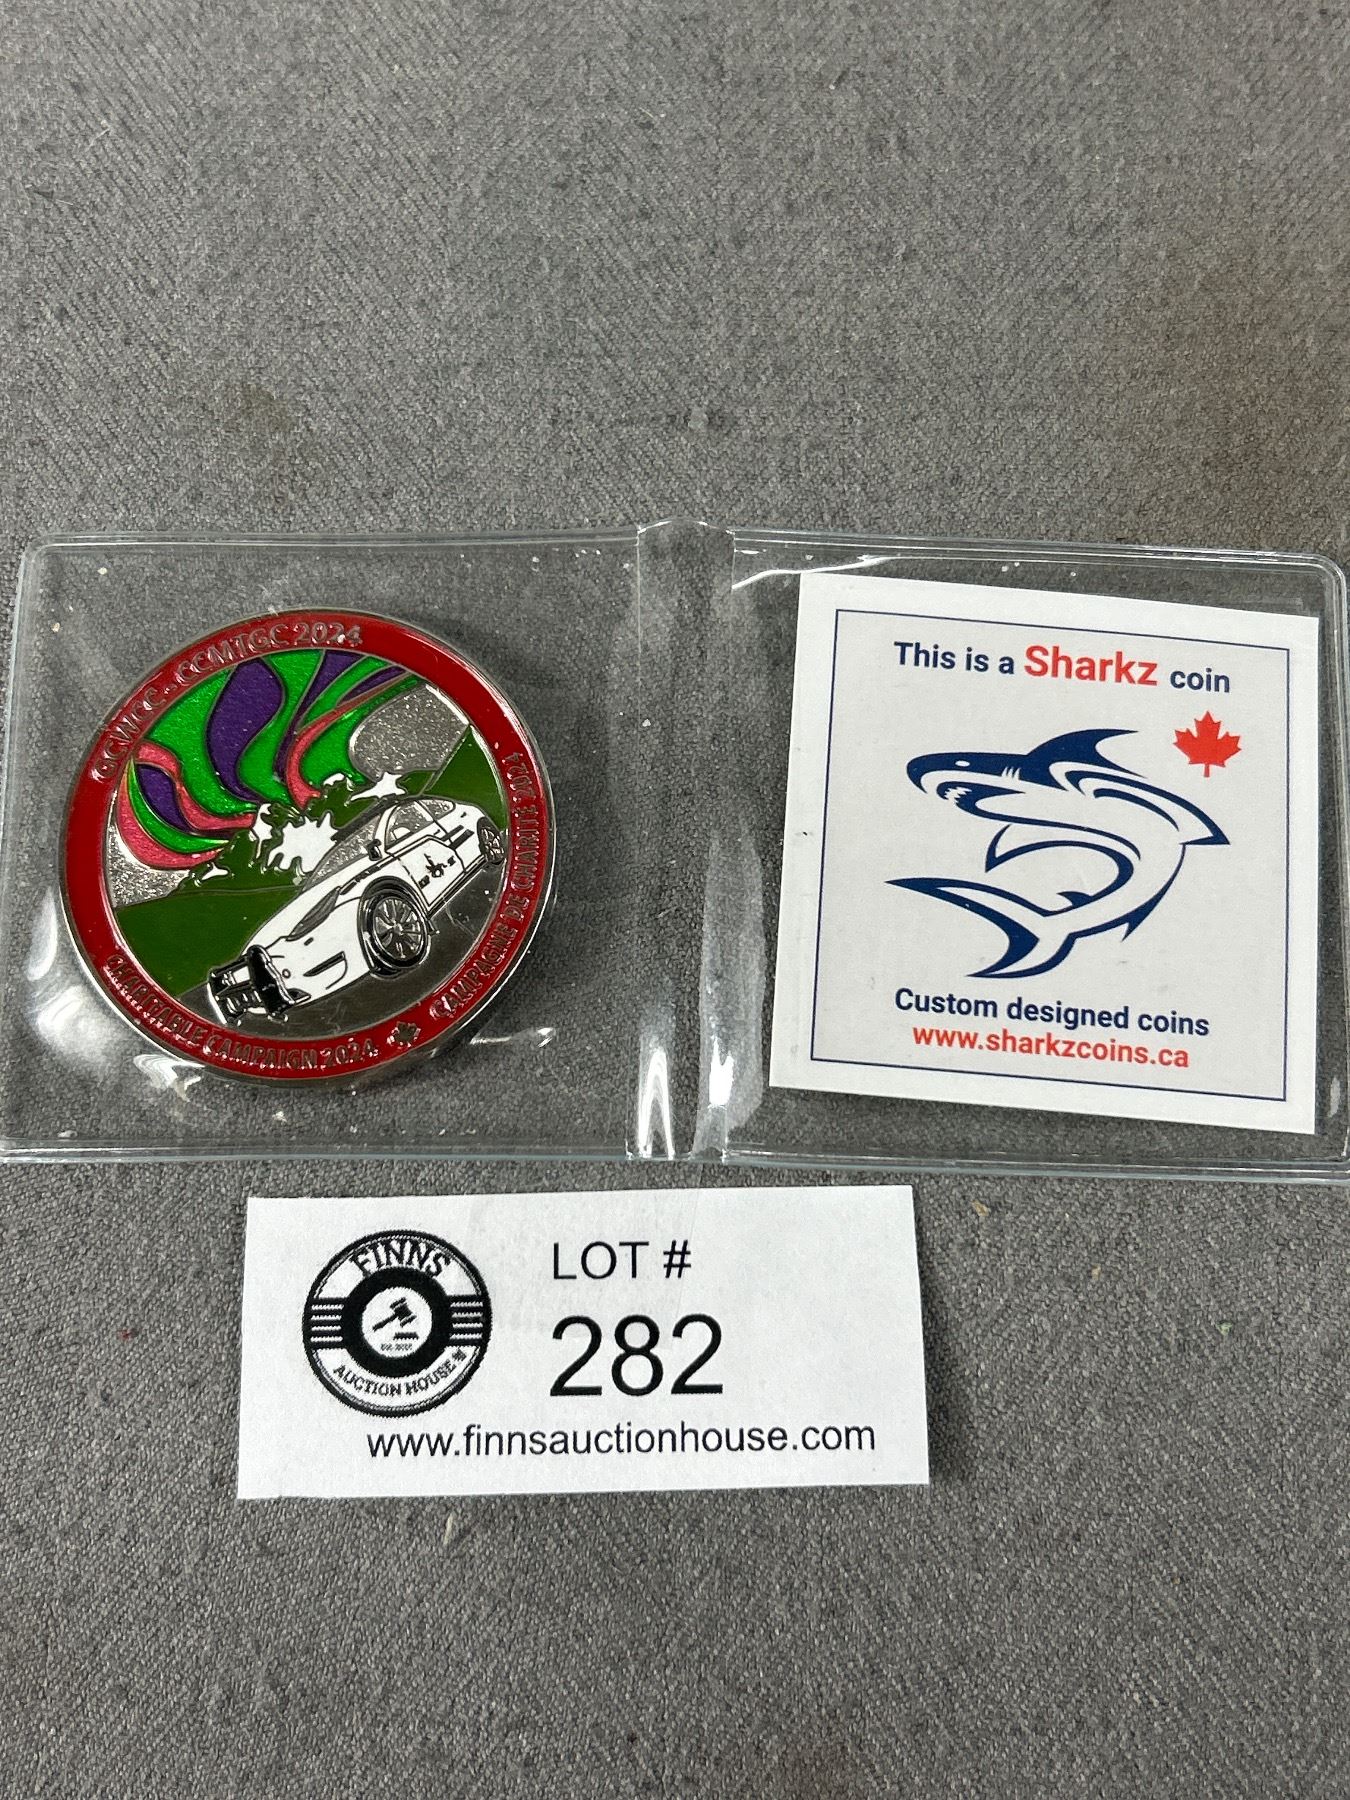 GCWCC - CCMTGC 2024
CHARITABLE CAMPAIGN 2024
CAMPAGNE DE CHARITÉ 2024
This is a Sharkz coin
Custom designed coins
www.sharkzcoins.ca
FINNS
AUCTION HOUSE
LOT #
282
www.finnsauctionhouse.com